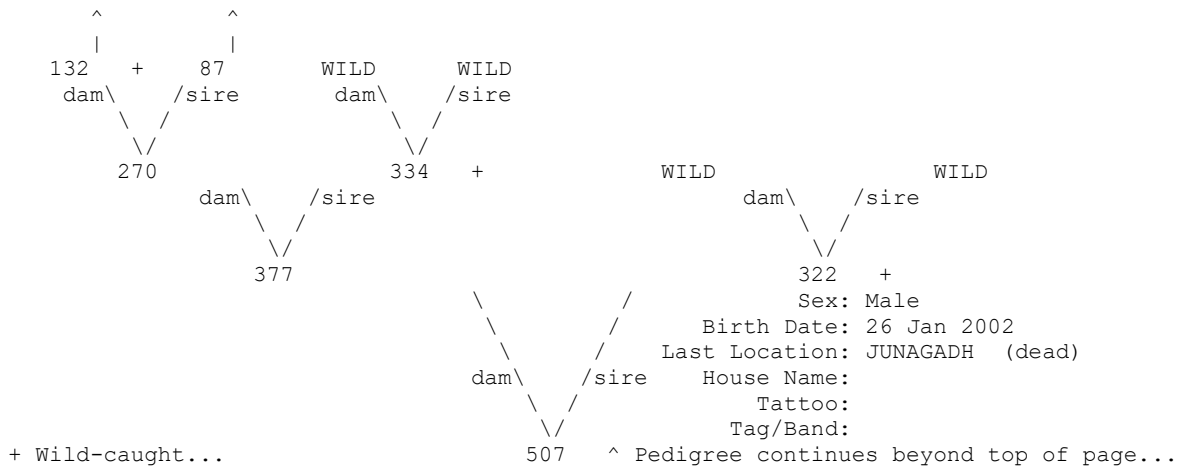 ^ ^
| |
132 + 87 WILD WILD
dam\ /sire dam\ /sire
\ / \ /
\/ \/
270 334 + WILD WILD
dam\ /sire dam\ /sire
\ / \ /
\/ \/
377 322 +
\ / Sex: Male
\ / Birth Date: 26 Jan 2002
\ / Last Location: JUNAGADH (dead)
dam\ /sire House Name:
\ / Tattoo:
\/ Tag/Band:
+ Wild-caught... 507 ^ Pedigree continues beyond top of page...